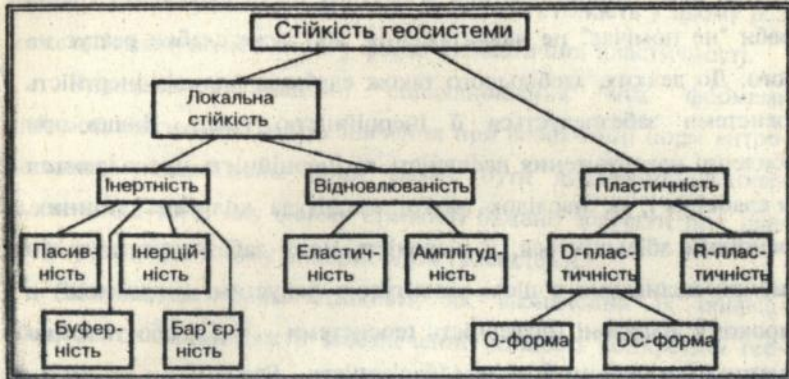 Стійкість геосистеми
Локальна
стійкість
Інертність
Відновлюваність
Пластичність
Пасив-
ність
Інерцій-
ність
Еластич-
ність
Амплітуд-
ність
D-плас-
тичність
R-плас-
тичність
Буфер-
ність
Бар'єр-
ність
О-форма
DC-форма